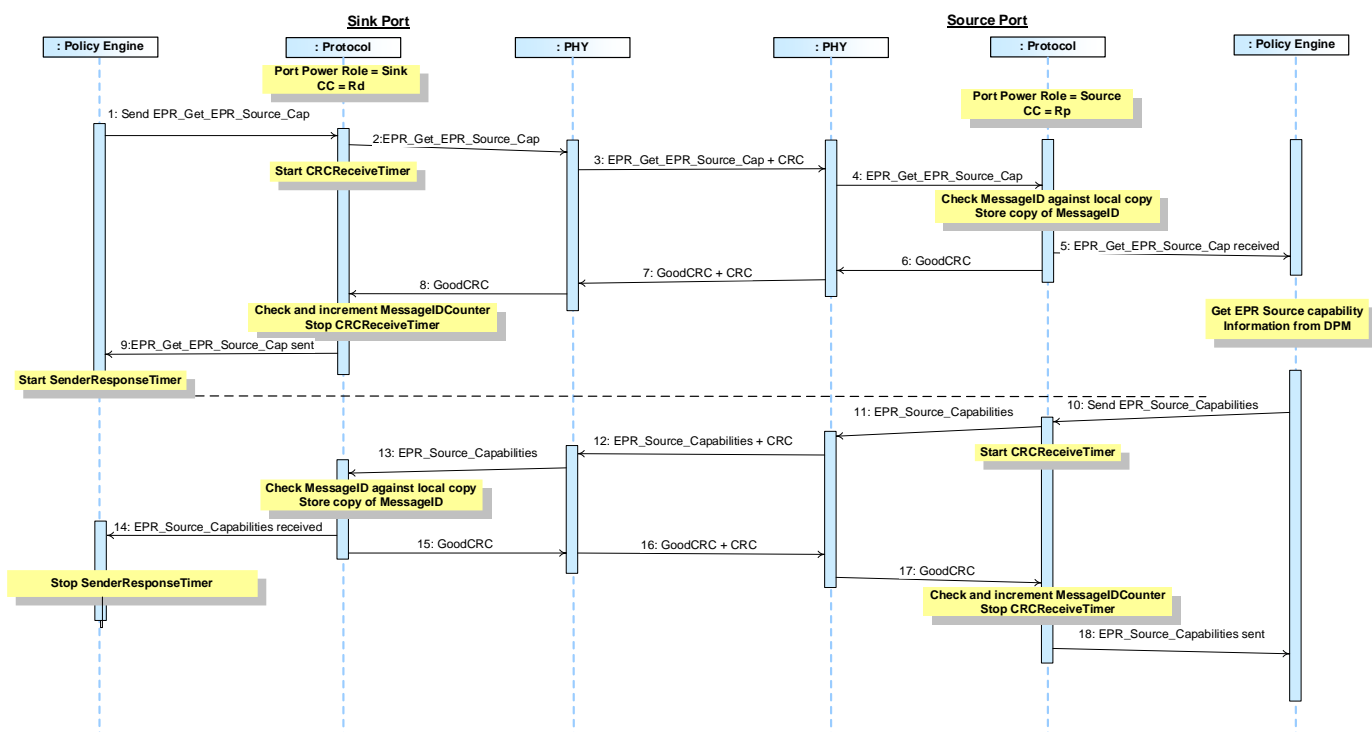 Sink Port
Source Port
: Policy Engine
: Protocol
: PHY
: PHY
: Protocol
: Policy Engine
Port Power Role = Sink
CC = Rd
Port Power Role = Source
CC = Rp
1: Send EPR_Get_EPR_Source_Cap
2:EPR_Get_EPR_Source_Cap
Start CRCReceiveTimer
3: EPR_Get_EPR_Source_Cap + CRC
4: EPR_Get_EPR_Source_Cap
Check MessageID against local copy
Store copy of MessageID
5: EPR_Get_EPR_Source_Cap received
6: GoodCRC
7: GoodCRC + CRC
8: GoodCRC
Check and increment MessageIDCounter
Stop CRCReceiveTimer
Get EPR Source capability
Information from DPM
9:EPR_Get_EPR_Source_Cap sent
Start SenderResponseTimer
10: Send EPR_Source_Capabilities
11: EPR_Source_Capabilities
Start CRCReceiveTimer
12: EPR_Source_Capabilities + CRC
13: EPR_Source_Capabilities
Check MessageID against local copy
Store copy of MessageID
14: EPR_Source_Capabilities received
15: GoodCRC
16: GoodCRC + CRC
17: GoodCRC
Stop SenderResponseTimer
Check and increment MessageIDCounter
Stop CRCReceiveTimer
18: EPR_Source_Capabilities sent